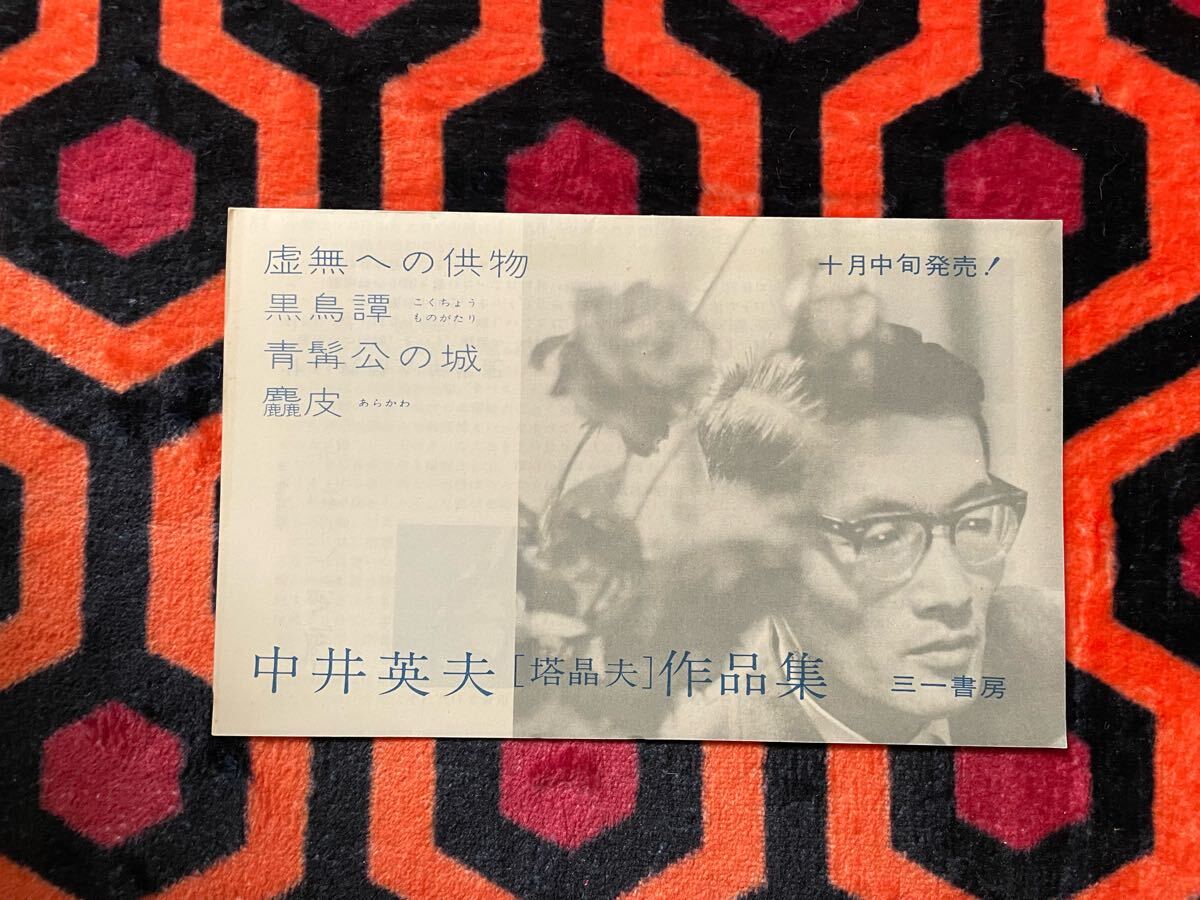 虚無への供物
黒鳥譚 こくちょう ものがたり
青髯公の城
麤皮 あらかわ
十月中旬発売!
中井英夫[塔晶夫]作品集
三一書房